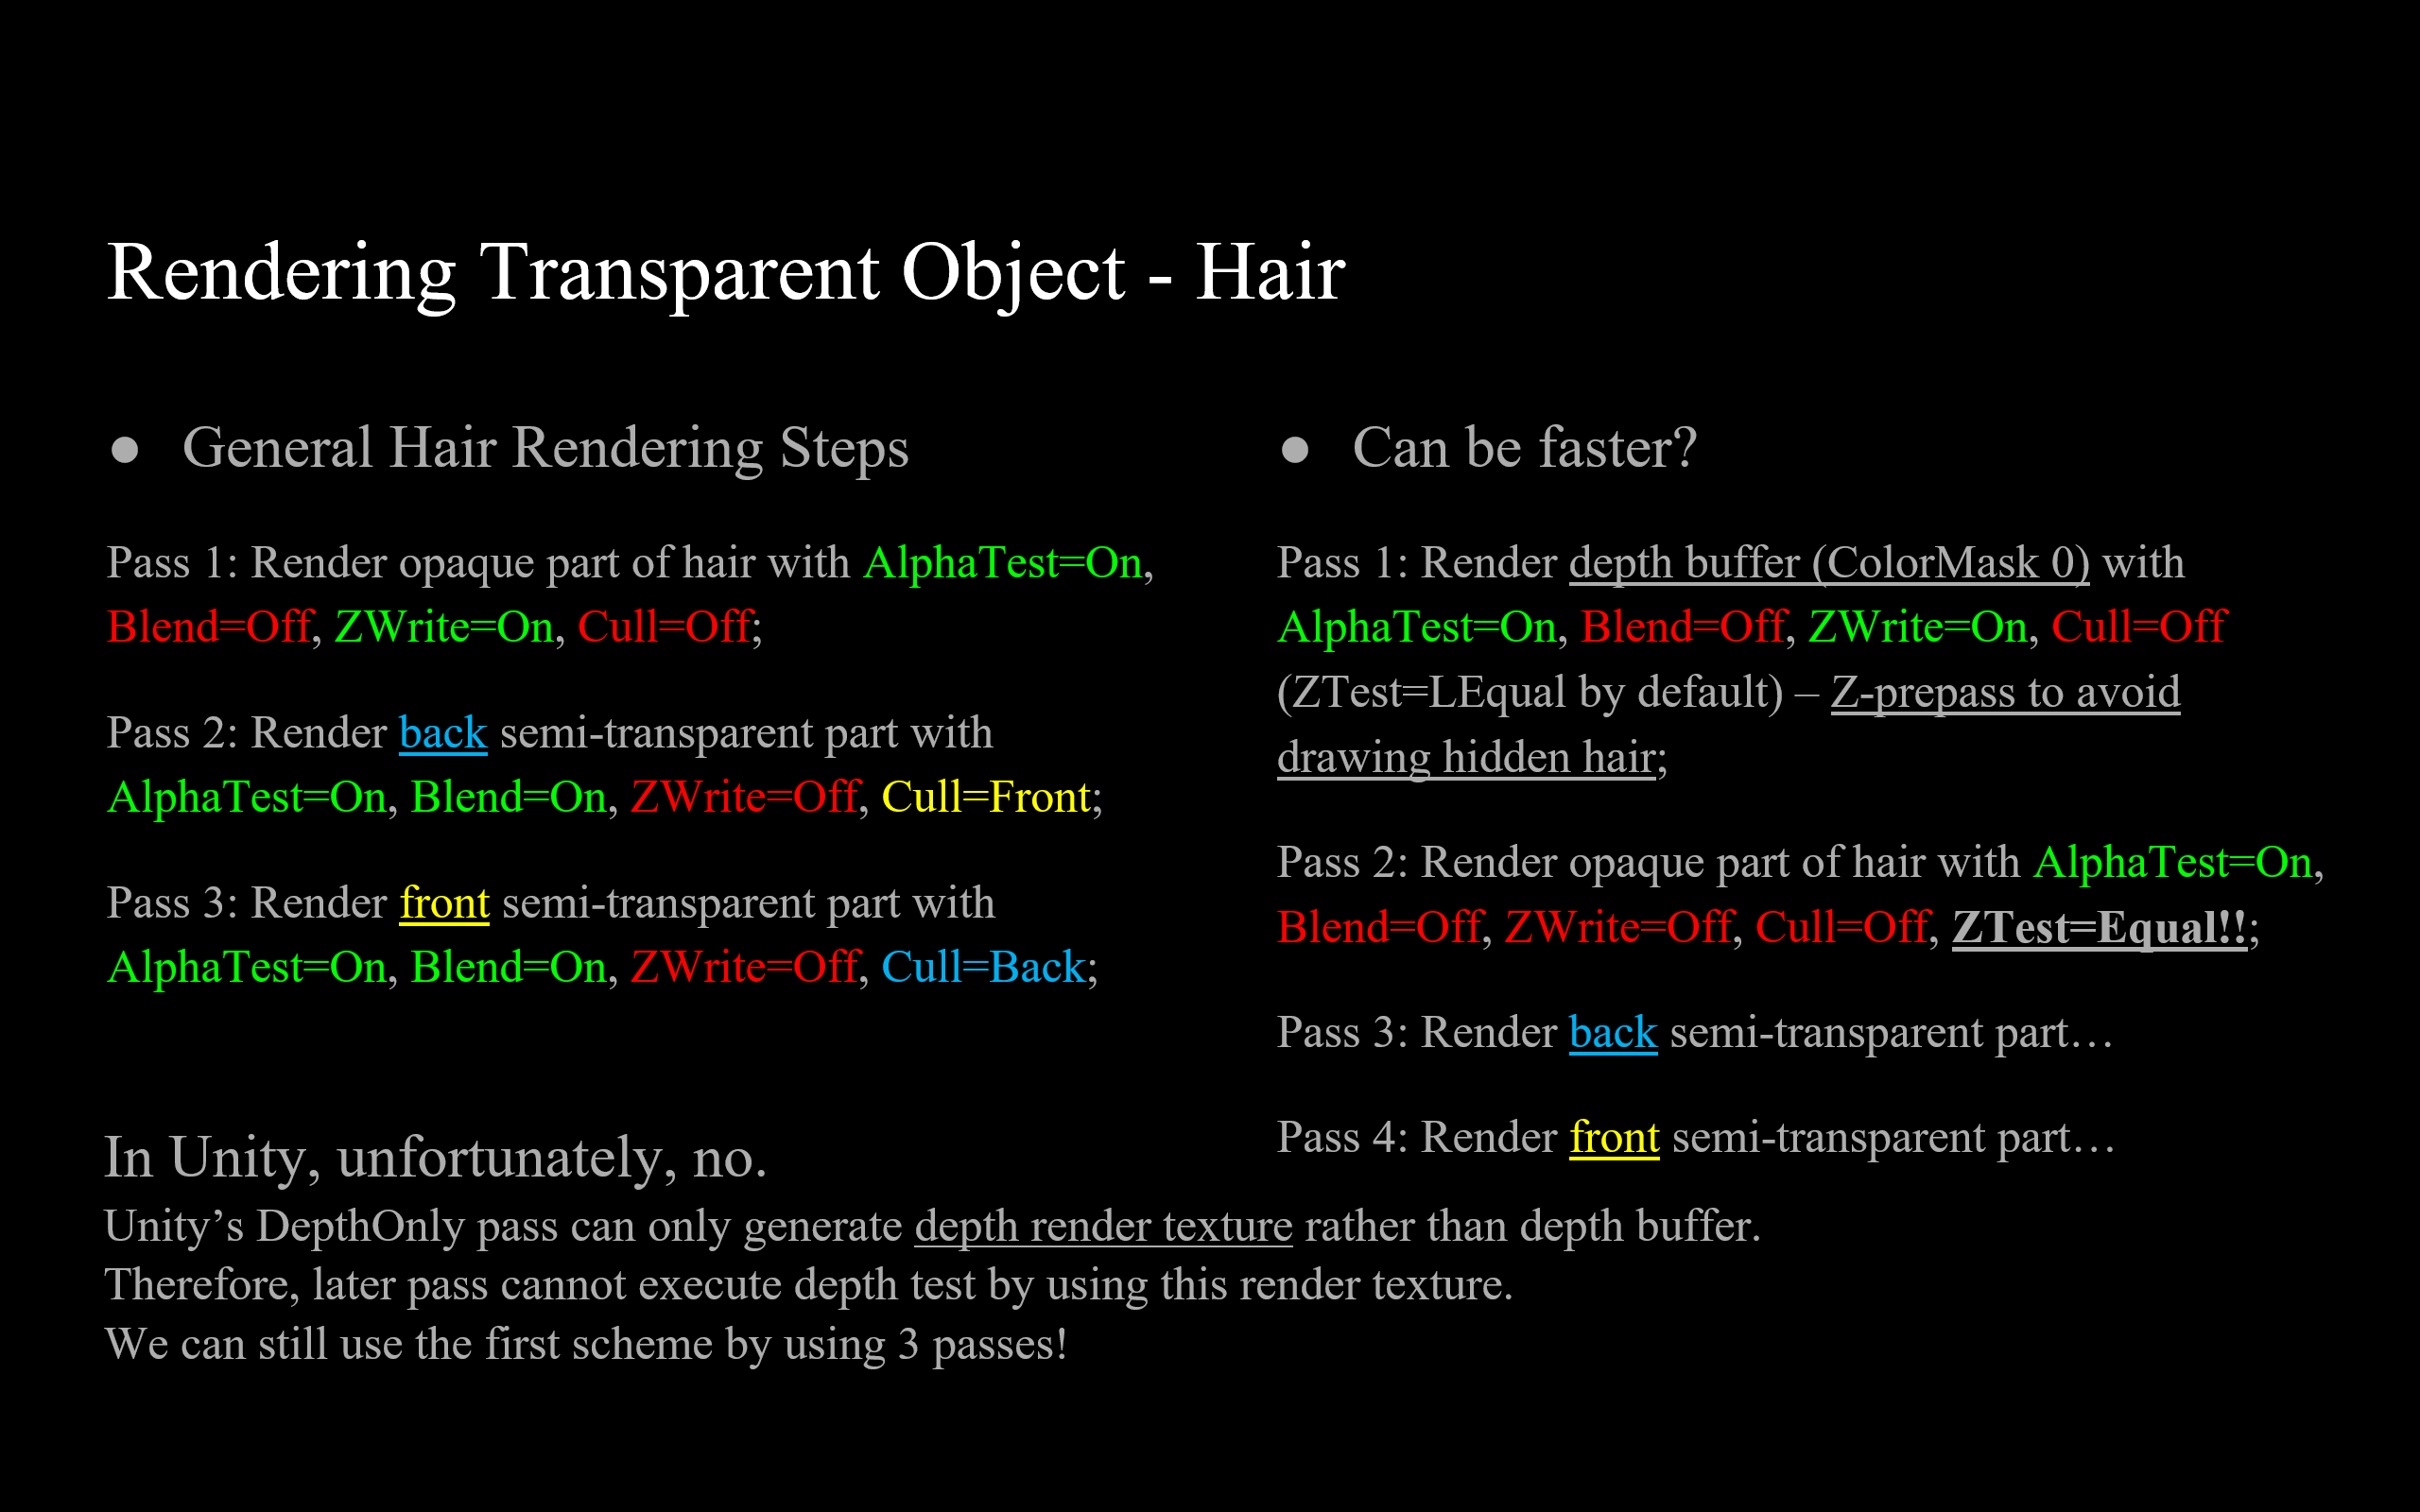 Rendering Transparent Object - Hair
● General Hair Rendering Steps
Pass 1: Render opaque part of hair with AlphaTest=On,
Blend=Off, ZWrite=On, Cull=Off;
Pass 2: Render back semi-transparent part with
AlphaTest=On, Blend=On, ZWrite=Off, Cull=Front;
Pass 3: Render front semi-transparent part with
AlphaTest=On, Blend=On, ZWrite=Off, Cull=Back;
● Can be faster?
Pass 1: Render depth buffer (ColorMask 0) with
AlphaTest=On, Blend=Off, ZWrite=On, Cull=Off
(ZTest=LEqual by default) – Z-prepass to avoid
drawing hidden hair;
Pass 2: Render opaque part of hair with AlphaTest=On,
Blend=Off, ZWrite=Off, Cull=Off, ZTest=Equal!!;
Pass 3: Render back semi-transparent part…
Pass 4: Render front semi-transparent part…
In Unity, unfortunately, no.
Unity’s DepthOnly pass can only generate depth render texture rather than depth buffer.
Therefore, later pass cannot execute depth test by using this render texture.
We can still use the first scheme by using 3 passes!